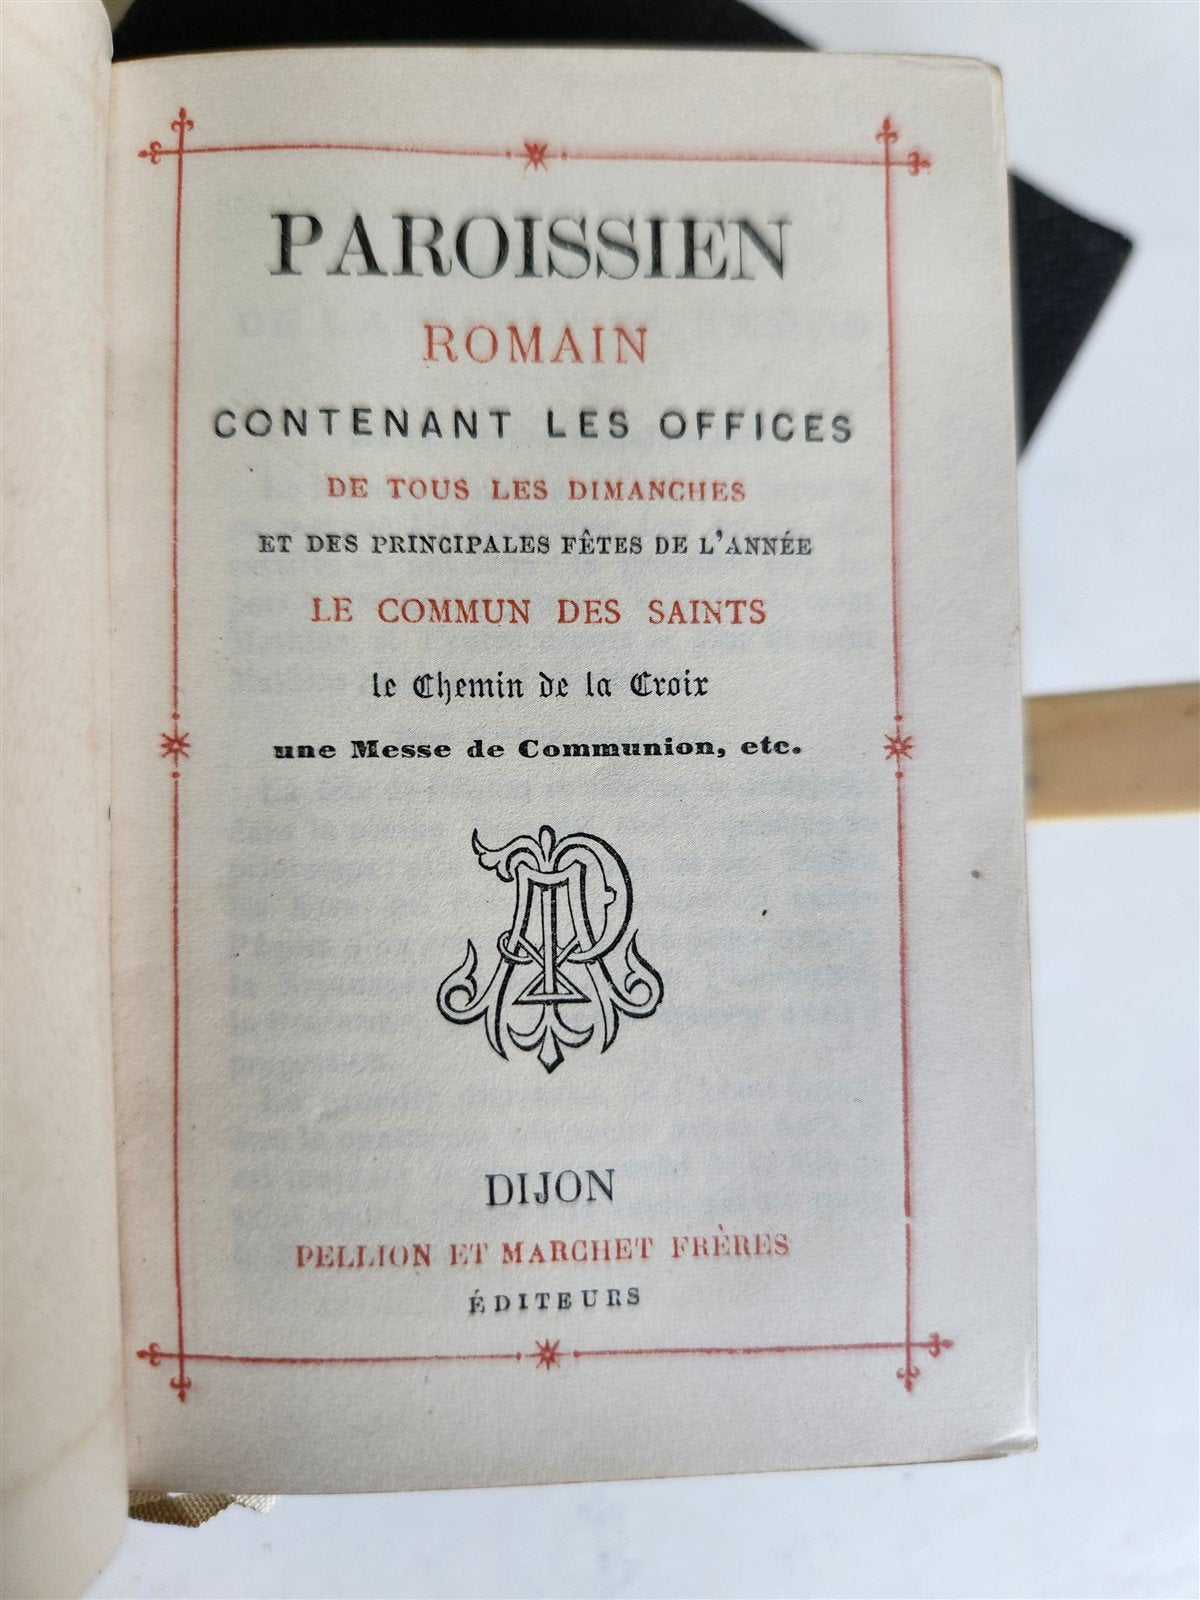 PAROISSIEN
ROMAIN
CONTENANT LES OFFICES
DE TOUS LES DIMANCHES
ET DES PRINCIPALES FÊTES DE L'ANNÉE
LE COMMUN DES SAINTS
le Chemin de la Croix
une Messe de Communion, etc.
DIJON
PELLION ET MARCHET FRÈRES
ÉDITEURS